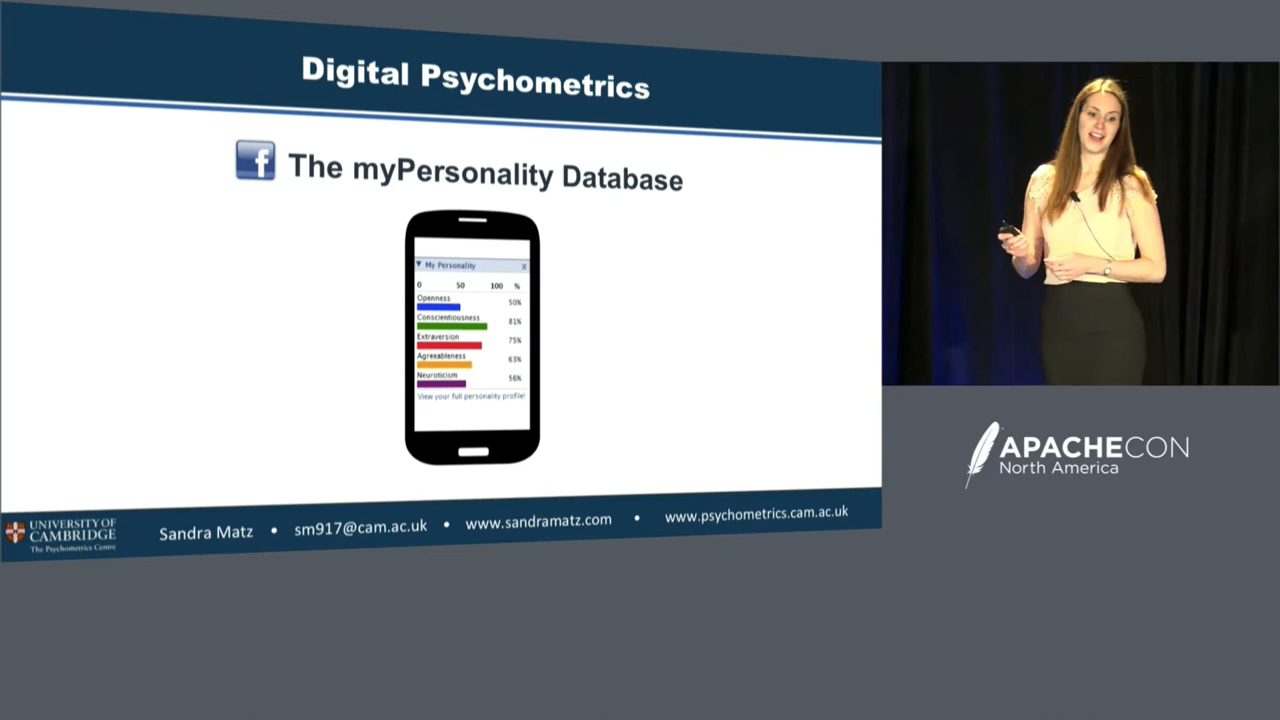 Digital Psychometrics
f The myPersonality Database
My Personality x
0 50 100 %
Openness 50%
Conscientiousness 81%
Extraversion 75%
Agreeableness 63%
Neuroticism 56%
View your full personality profile!
UNIVERSITY OF
CAMBRIDGE
The Psychometrics Centre
Sandra Matz • sm917@cam.ac.uk • www.sandramatz.com • www.psychometrics.cam.ac.uk
APACHECON
North America